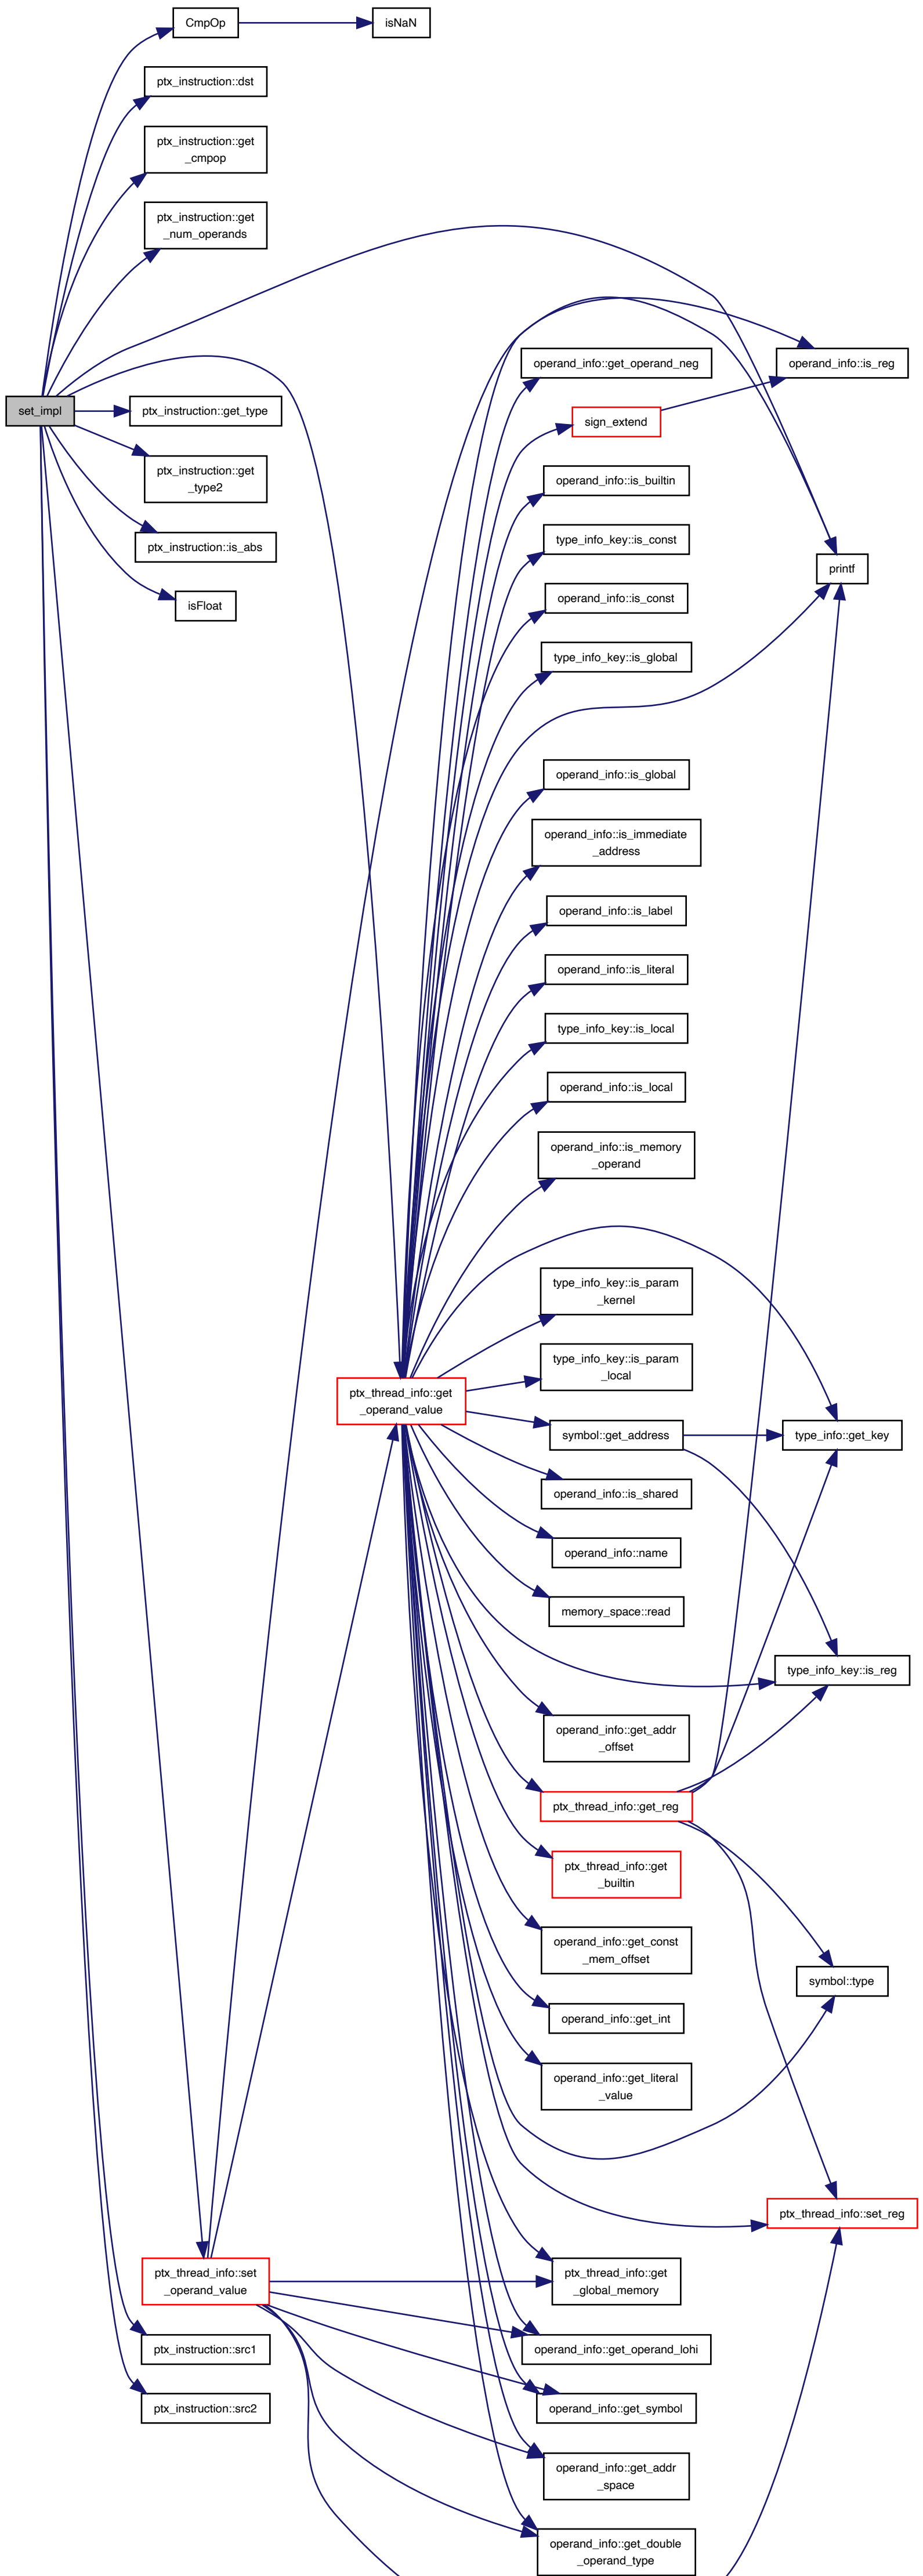 CmpOp
isNaN
ptx_instruction::dst
ptx_instruction::get
_cmpop
ptx_instruction::get
_num_operands
set_impl
ptx_instruction::get_type
ptx_instruction::get
_type2
ptx_instruction::is_abs
isFloat
operand_info::get_operand_neg
operand_info::is_reg
sign_extend
operand_info::is_builtin
type_info_key::is_const
printf
operand_info::is_const
type_info_key::is_global
operand_info::is_global
operand_info::is_immediate
_address
operand_info::is_label
operand_info::is_literal
type_info_key::is_local
operand_info::is_local
operand_info::is_memory
_operand
type_info_key::is_param
_kernel
type_info_key::is_param
_local
ptx_thread_info::get
_operand_value
symbol::get_address
type_info::get_key
operand_info::is_shared
operand_info::name
memory_space::read
type_info_key::is_reg
operand_info::get_addr
_offset
ptx_thread_info::get_reg
ptx_thread_info::get
_builtin
operand_info::get_const
_mem_offset
symbol::type
operand_info::get_int
operand_info::get_literal
_value
ptx_thread_info::set_reg
ptx_thread_info::set
_operand_value
ptx_thread_info::get
_global_memory
ptx_instruction::src1
operand_info::get_operand_lohi
ptx_instruction::src2
operand_info::get_symbol
operand_info::get_addr
_space
operand_info::get_double
_operand_type